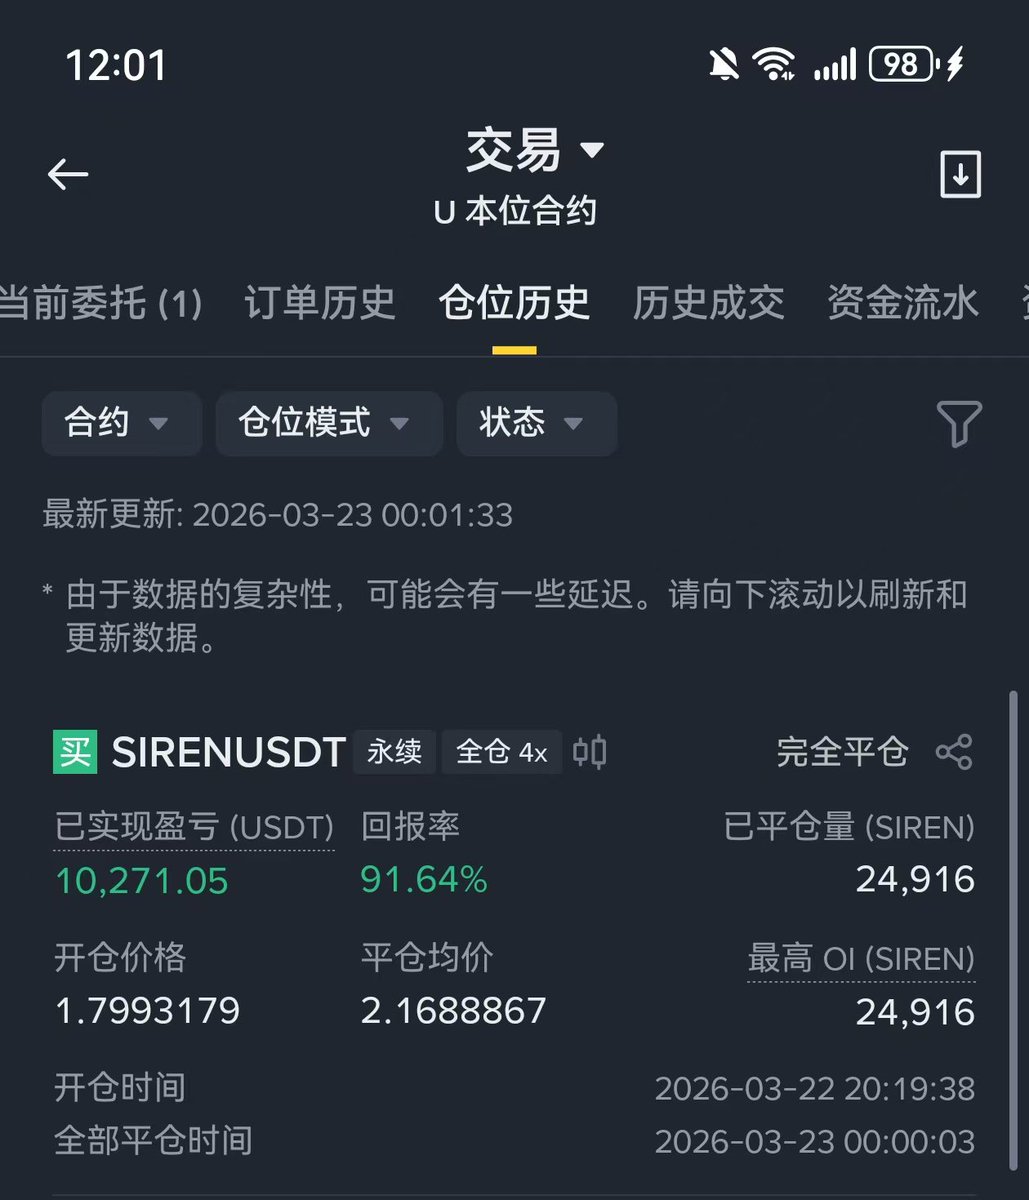 12:01
98
交易
U 本位合约
当前委托 (1) 订单历史 仓位历史 历史成交 资金流水
合约 仓位模式 状态
最新更新: 2026-03-23 00:01:33
* 由于数据的复杂性，可能会有一些延迟。请向下滚动以刷新和
更新数据。
买 SIRENUSDT 永续 全仓 4x 完全平仓
已实现盈亏 (USDT) 回报率 已平仓量 (SIREN)
10,271.05 91.64% 24,916
开仓价格 平仓均价 最高 OI (SIREN)
1.7993179 2.1688867 24,916
开仓时间 2026-03-22 20:19:38
全部平仓时间 2026-03-23 00:00:03